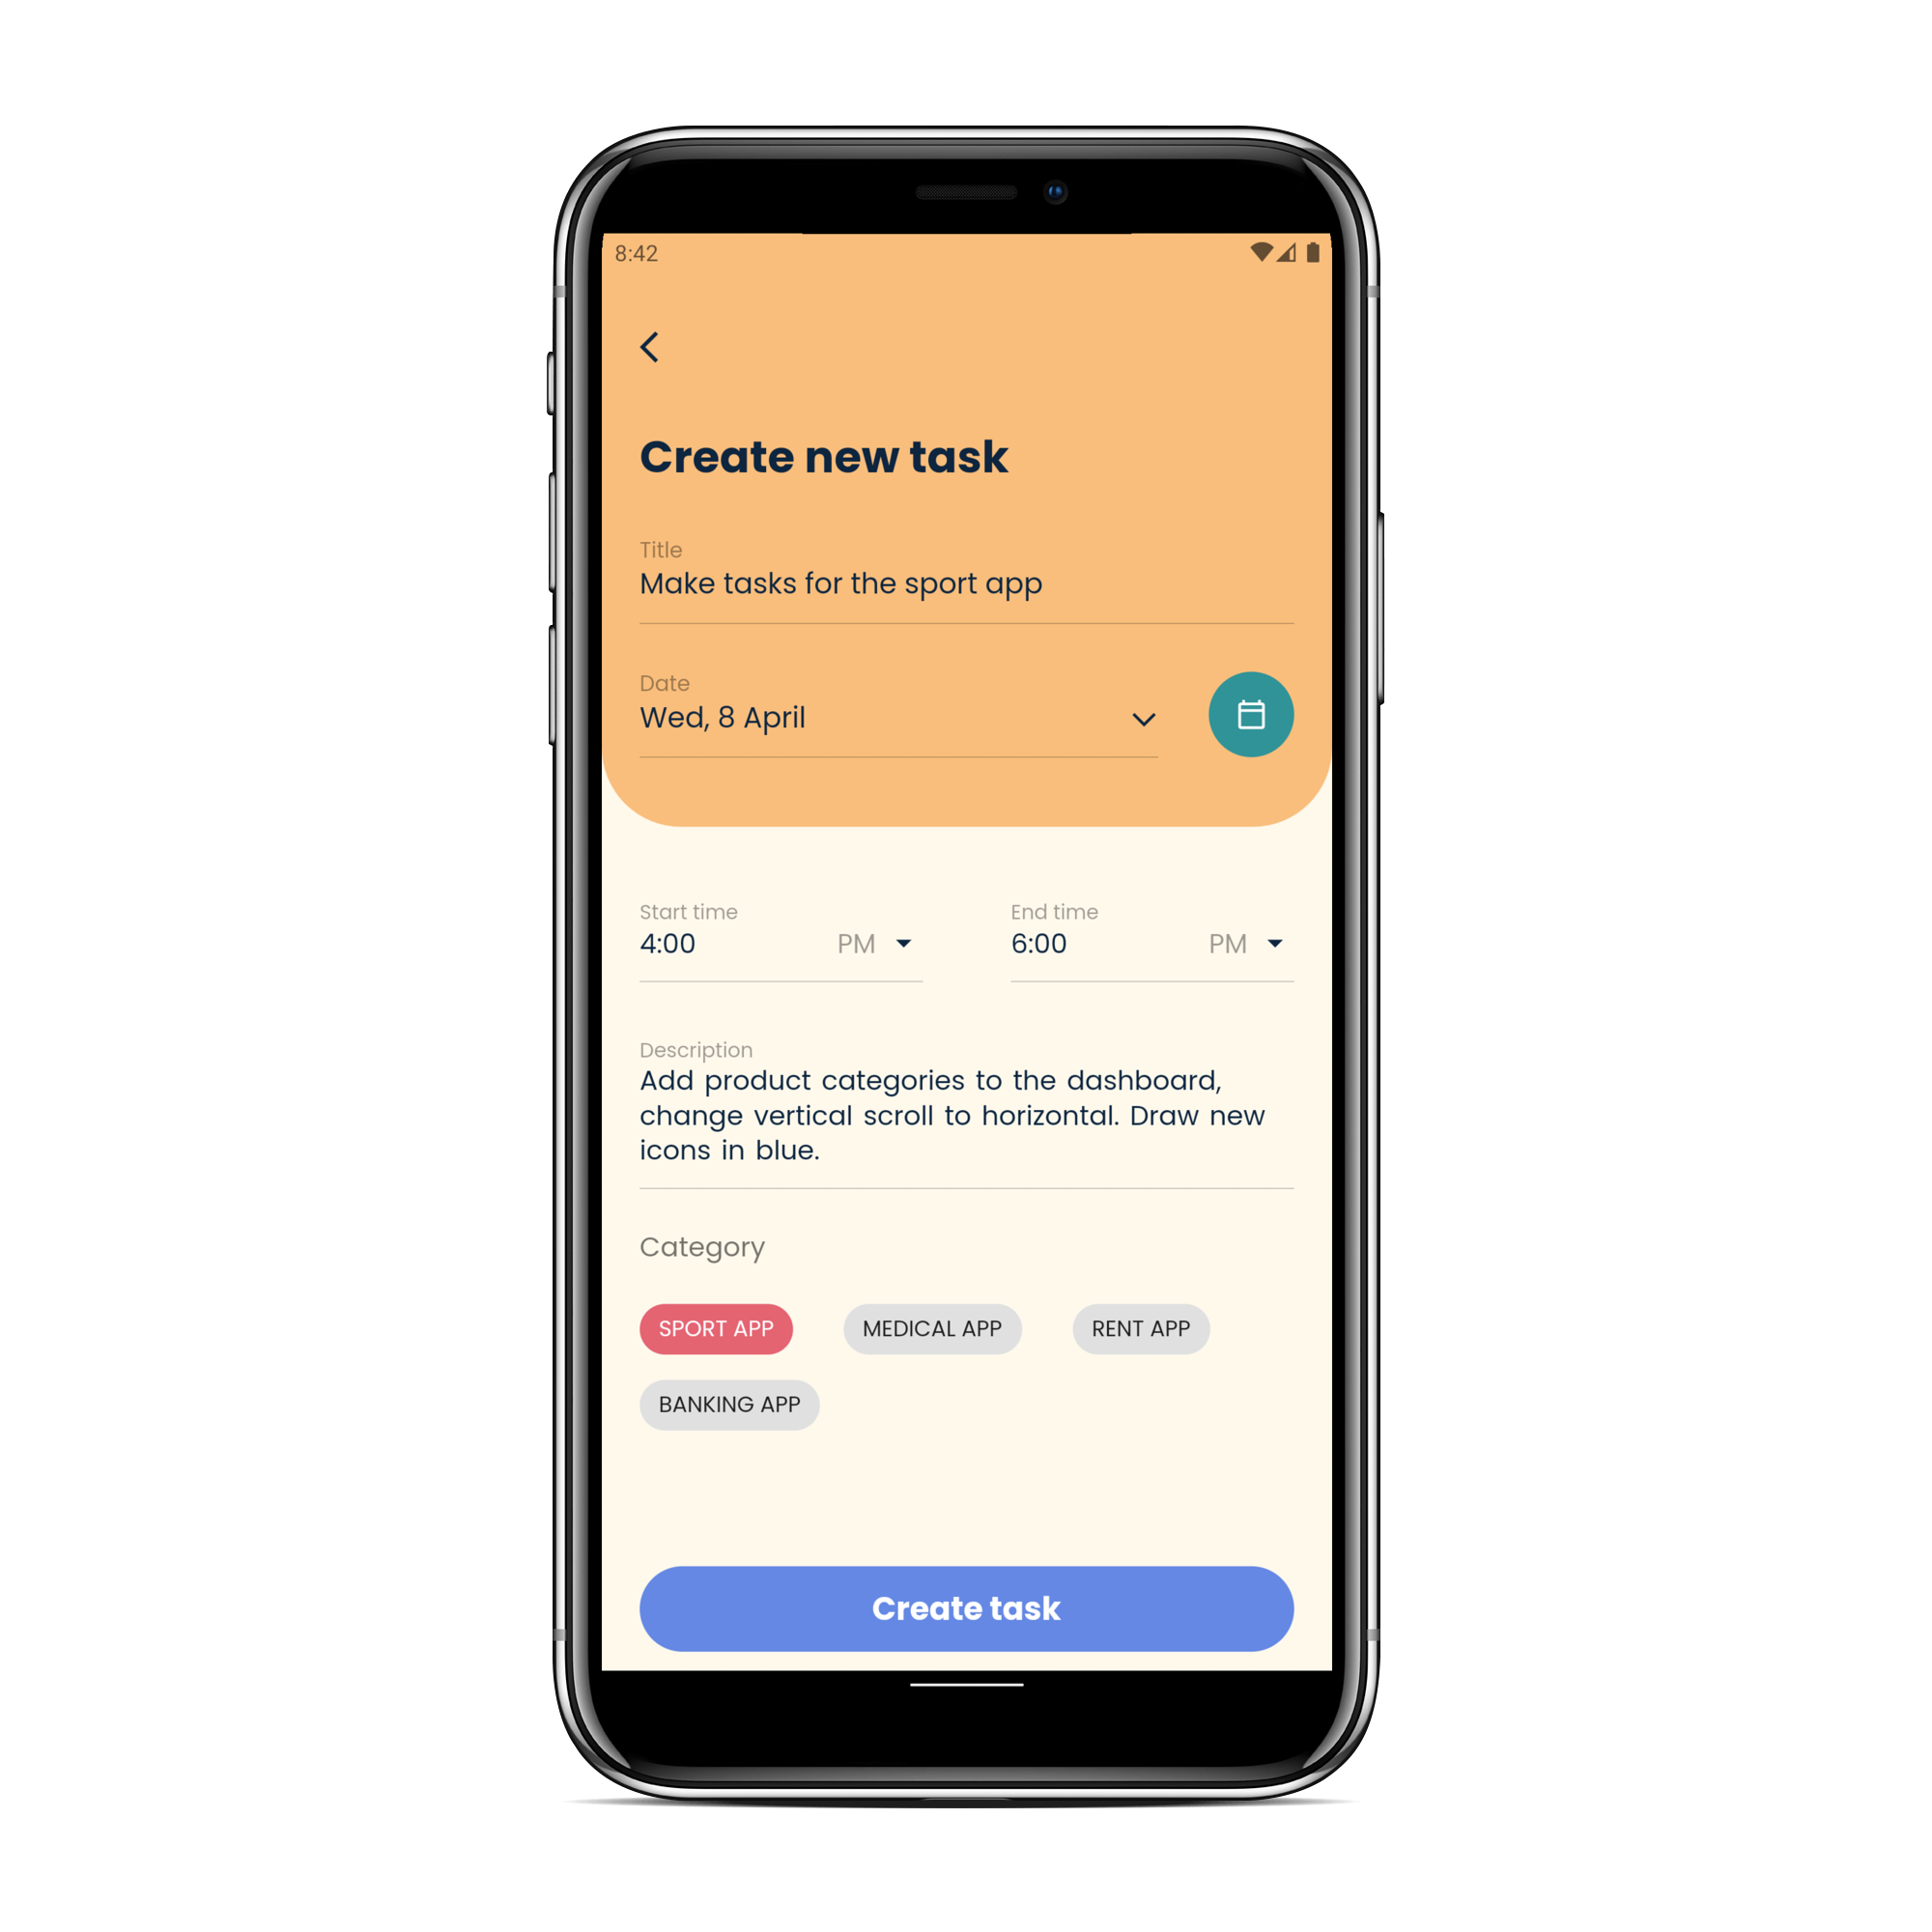 8:42
Create new task
Title
Make tasks for the sport app
Date
Wed, 8 April
Start time
End time
4:00 PM
6:00 PM
Description
Add product categories to the dashboard,
change vertical scroll to horizontal. Draw new
icons in blue.
Category
SPORT APP
MEDICAL APP
RENT APP
BANKING APP
Create task